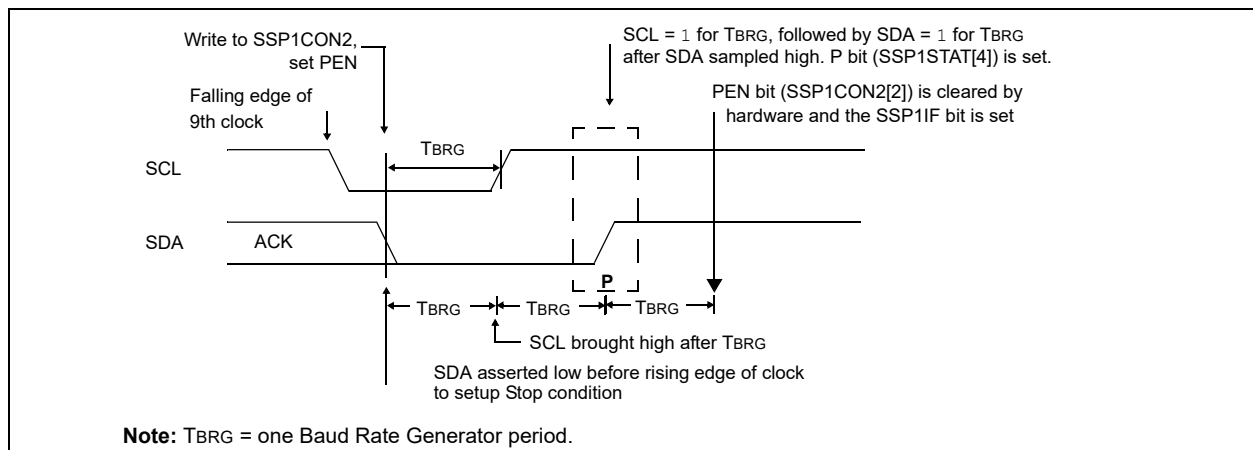 Write to SSP1CON2,
set PEN
SCL = 1 for TBRG, followed by SDA = 1 for TBRG
after SDA sampled high. P bit (SSP1STAT[4]) is set.
Falling edge of
9th clock
PEN bit (SSP1CON2[2]) is cleared by
hardware and the SSP1IF bit is set
TBRG
SCL
SDA
ACK
P
TBRG
TBRG
TBRG
SCL brought high after TBRG
SDA asserted low before rising edge of clock
to setup Stop condition
Note: TBRG = one Baud Rate Generator period.